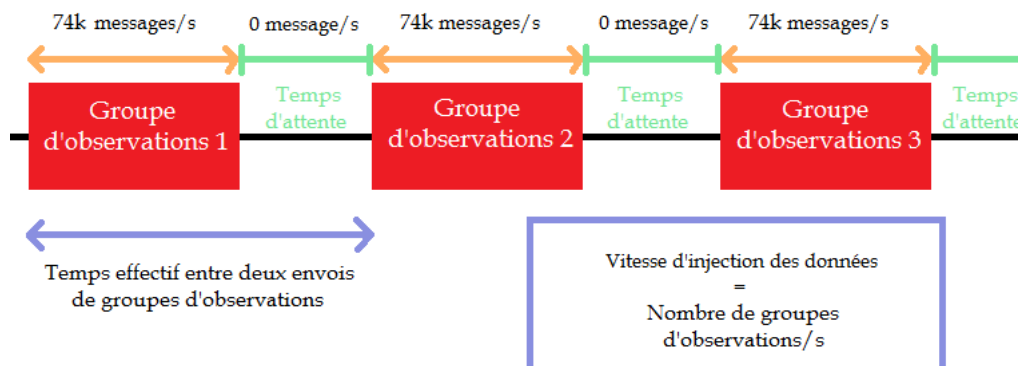 74k messages/s
0 message/s
74k messages/s
0 message/s
74k messages/s
Groupe
d'observations 1
Temps
d'attente
Groupe
d'observations 2
Temps
d'attente
Groupe
d'observations 3
Temps
d'attente
Temps effectif entre deux envois
de groupes d'observations
Vitesse d'injection des données
=
Nombre de groupes
d'observations/s